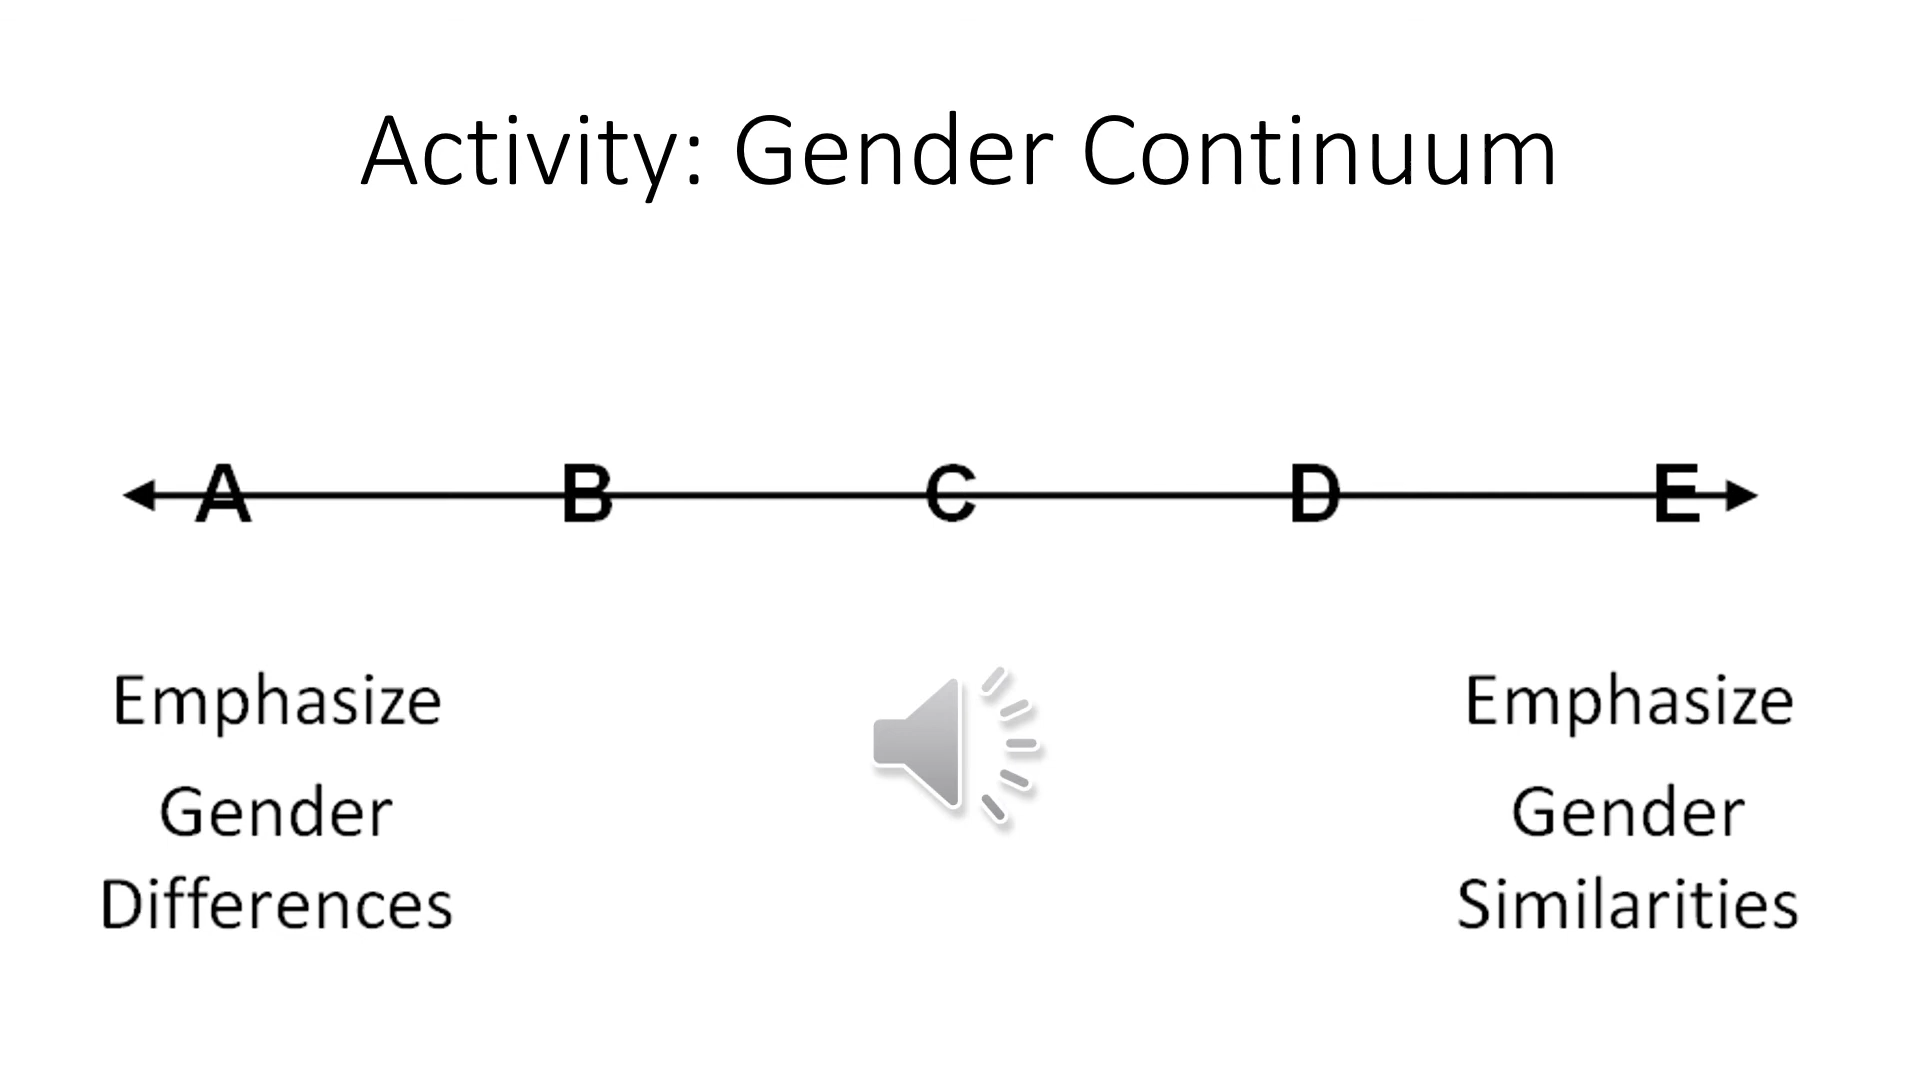 Activity: Gender Continuum
A B C D E
Emphasize
Gender
Differences
Emphasize
Gender
Similarities